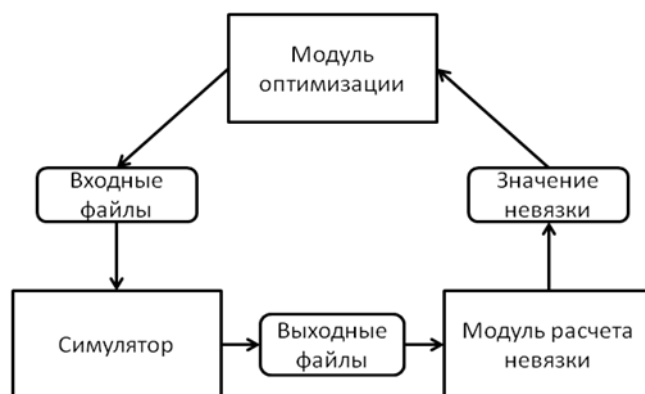 Модуль
оптимизации
Входные
файлы
Значение
невязки
Симулятор
Выходные
файлы
Модуль расчета
невязки